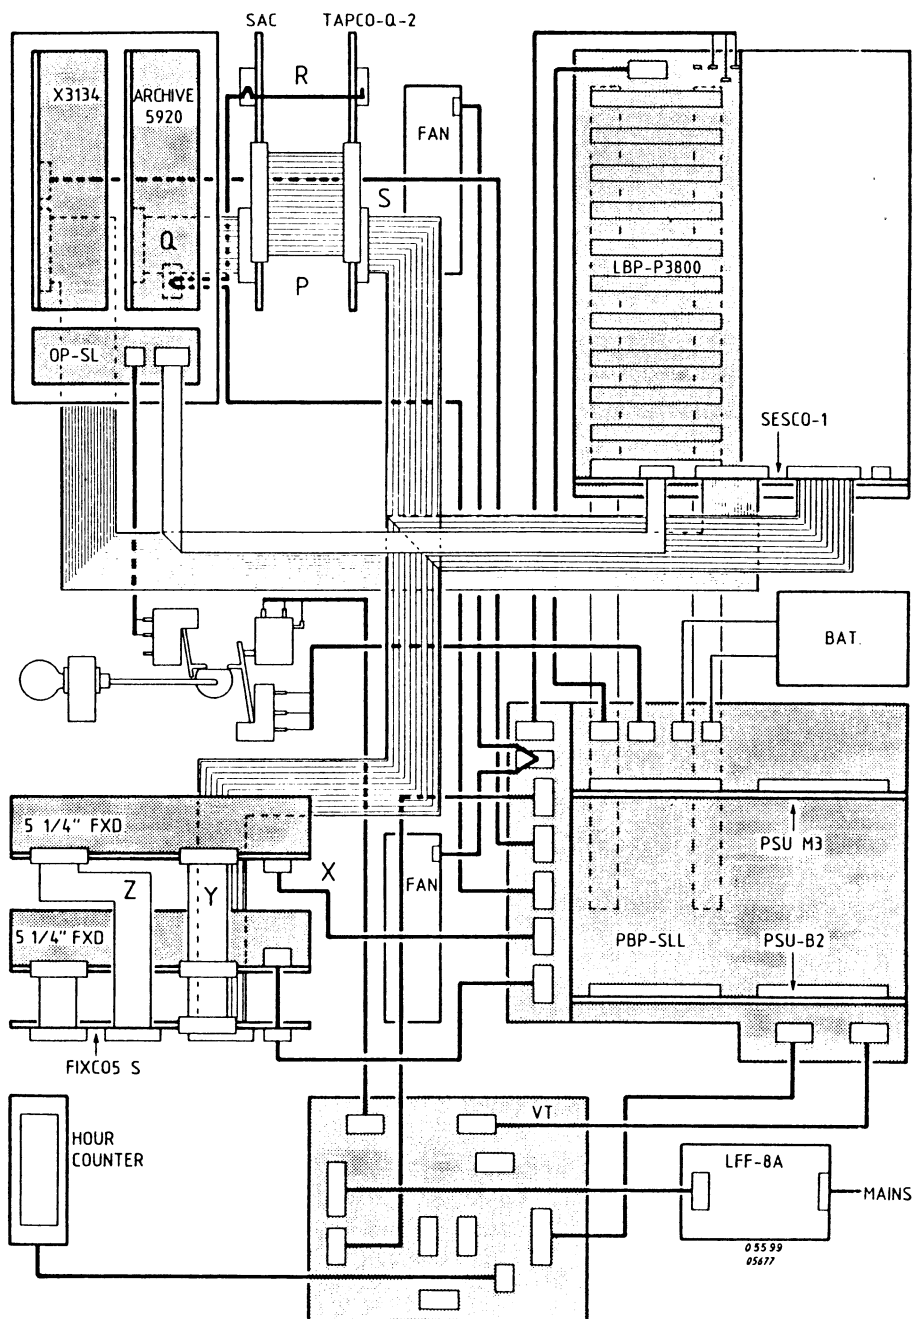 SAC
TAPCO-Q-2
X3134
ARCHIVE
5920
R
FAN
S
Q
P
LBP-P3800
OP-SL
SESCO-1
BAT.
5 1/4" FXD
PSU M3
Z
Y
X
FAN
5 1/4" FXD
PBP-SLL
PSU-B2
FIXCO5 S
HOUR
COUNTER
VT
LFF-8A
MAINS
05599
05677